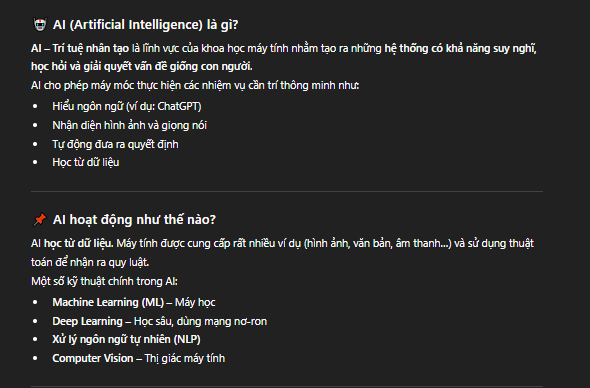 🤖 AI (Artificial Intelligence) là gì?
AI – Trí tuệ nhân tạo là lĩnh vực của khoa học máy tính nhằm tạo ra những hệ thống có khả năng suy nghĩ,
học hỏi và giải quyết vấn đề giống con người.
AI cho phép máy móc thực hiện các nhiệm vụ cần trí thông minh như:
• Hiểu ngôn ngữ (ví dụ: ChatGPT)
• Nhận diện hình ảnh và giọng nói
• Tự động đưa ra quyết định
• Học từ dữ liệu
📌 AI hoạt động như thế nào?
AI học từ dữ liệu. Máy tính được cung cấp rất nhiều ví dụ (hình ảnh, văn bản, âm thanh...) và sử dụng thuật
toán để nhận ra quy luật.
Một số kỹ thuật chính trong AI:
• Machine Learning (ML) – Máy học
• Deep Learning – Học sâu, dùng mạng nơ-ron
• Xử lý ngôn ngữ tự nhiên (NLP)
• Computer Vision – Thị giác máy tính